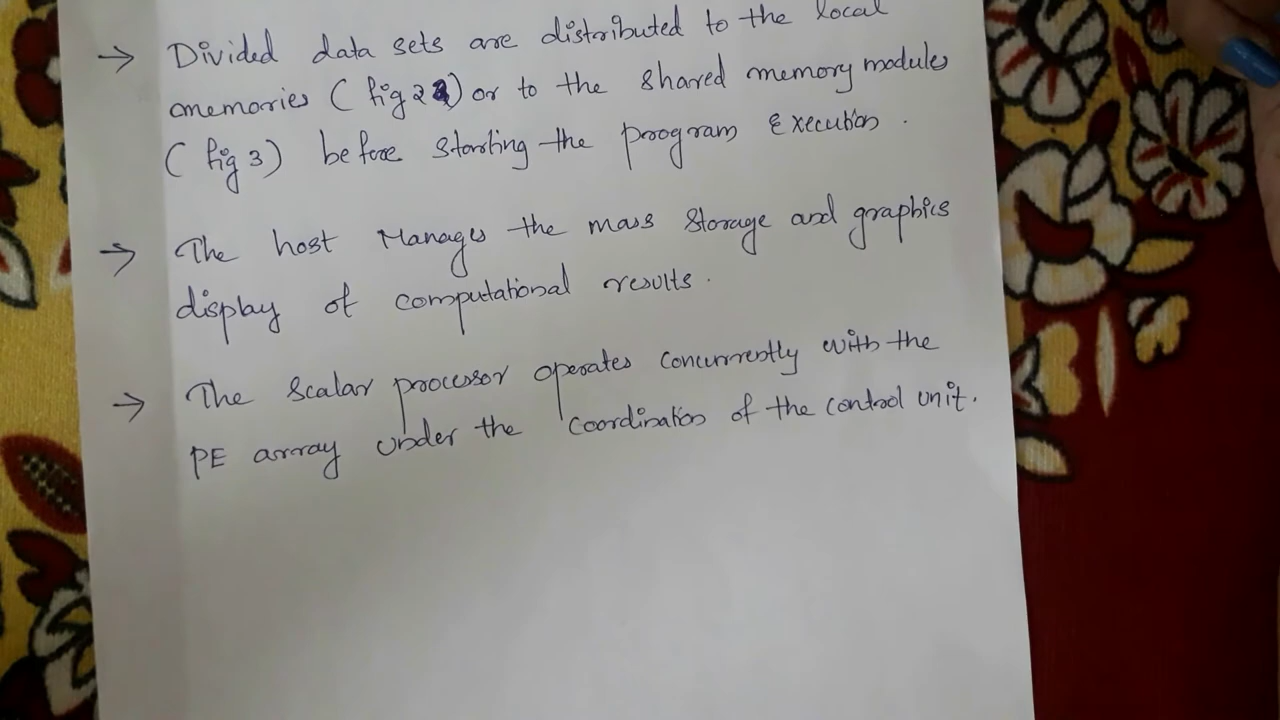 → Divided data sets are distributed to the local
memories (fig 2) or to the shared memory modules
(fig 3) before starting the program Execution.
→ The host Manages the mass storage and graphics
display of computational results.
→ The scalar processor operates concurrently with the
PE array under the coordination of the control unit.